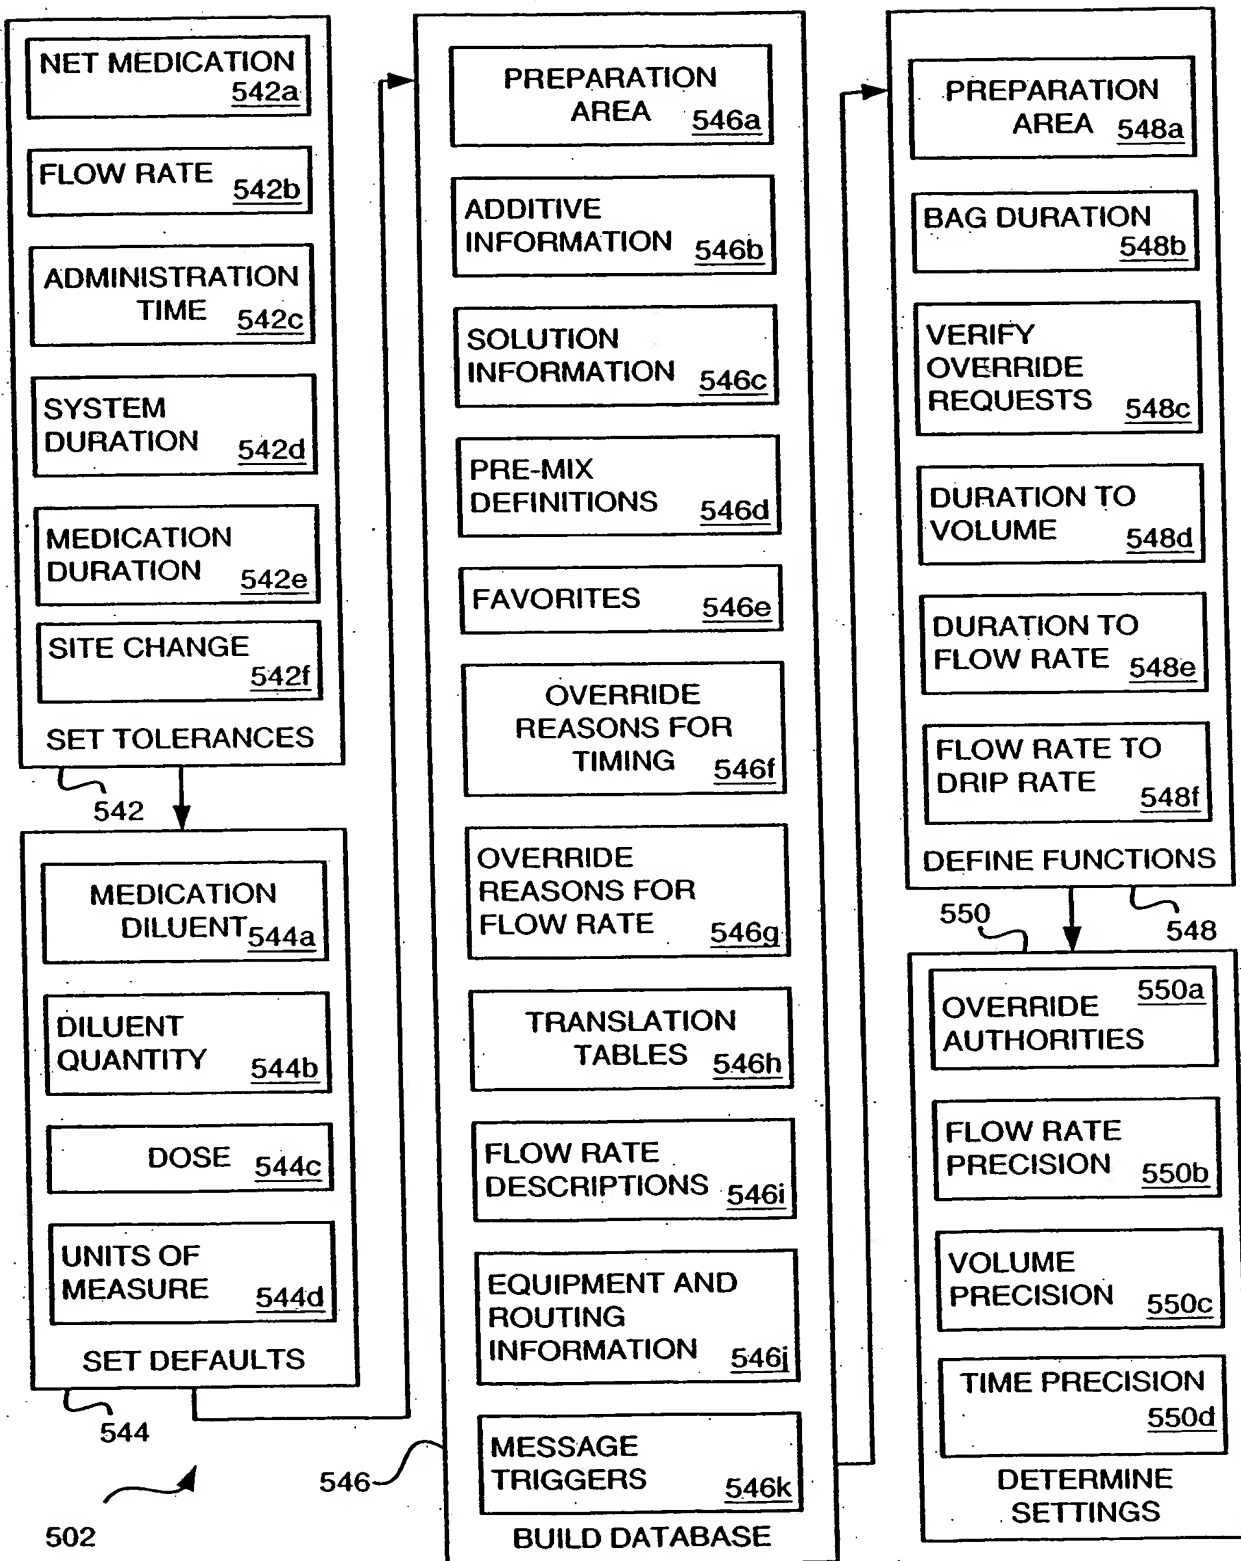 NET MEDICATION
542a
FLOW RATE
542b
ADMINISTRATION
TIME 542c
SYSTEM
DURATION 542d
MEDICATION
DURATION 542e
SITE CHANGE
542f
SET TOLERANCES
542
MEDICATION
DILUENT 544a
DILUENT
QUANTITY 544b
DOSE 544c
UNITS OF
MEASURE 544d
SET DEFAULTS
544
502
PREPARATION
AREA 546a
ADDITIVE
INFORMATION 546b
SOLUTION
INFORMATION 546c
PRE-MIX
DEFINITIONS 546d
FAVORITES 546e
OVERRIDE
REASONS FOR
TIMING 546f
OVERRIDE
REASONS FOR
FLOW RATE 546g
TRANSLATION
TABLES 546h
FLOW RATE
DESCRIPTIONS 546i
EQUIPMENT AND
ROUTING
INFORMATION 546j
MESSAGE
TRIGGERS 546k
BUILD DATABASE
546
PREPARATION
AREA 548a
BAG DURATION
548b
VERIFY
OVERRIDE
REQUESTS 548c
DURATION TO
VOLUME 548d
DURATION TO
FLOW RATE 548e
FLOW RATE TO
DRIP RATE 548f
DEFINE FUNCTIONS
548
550
550a
OVERRIDE
AUTHORITIES
FLOW RATE
PRECISION 550b
VOLUME
PRECISION 550c
TIME PRECISION
550d
DETERMINE
SETTINGS